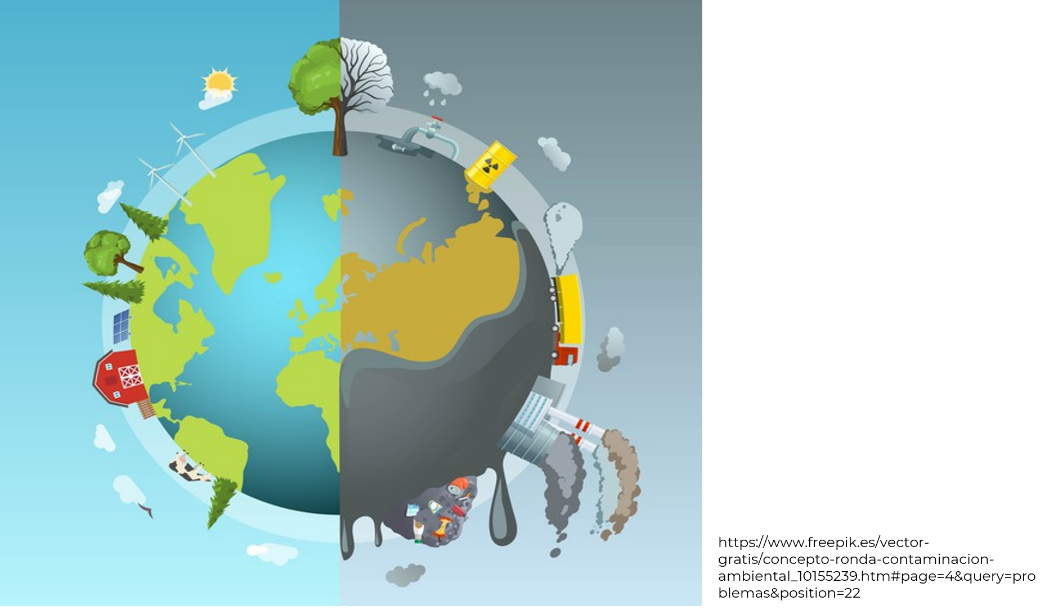 https://www.freepik.es/vector-
gratis/concepto-ronda-contaminacion-
ambiental_10155239.htm#page=4&query=pro
blemas&position=22